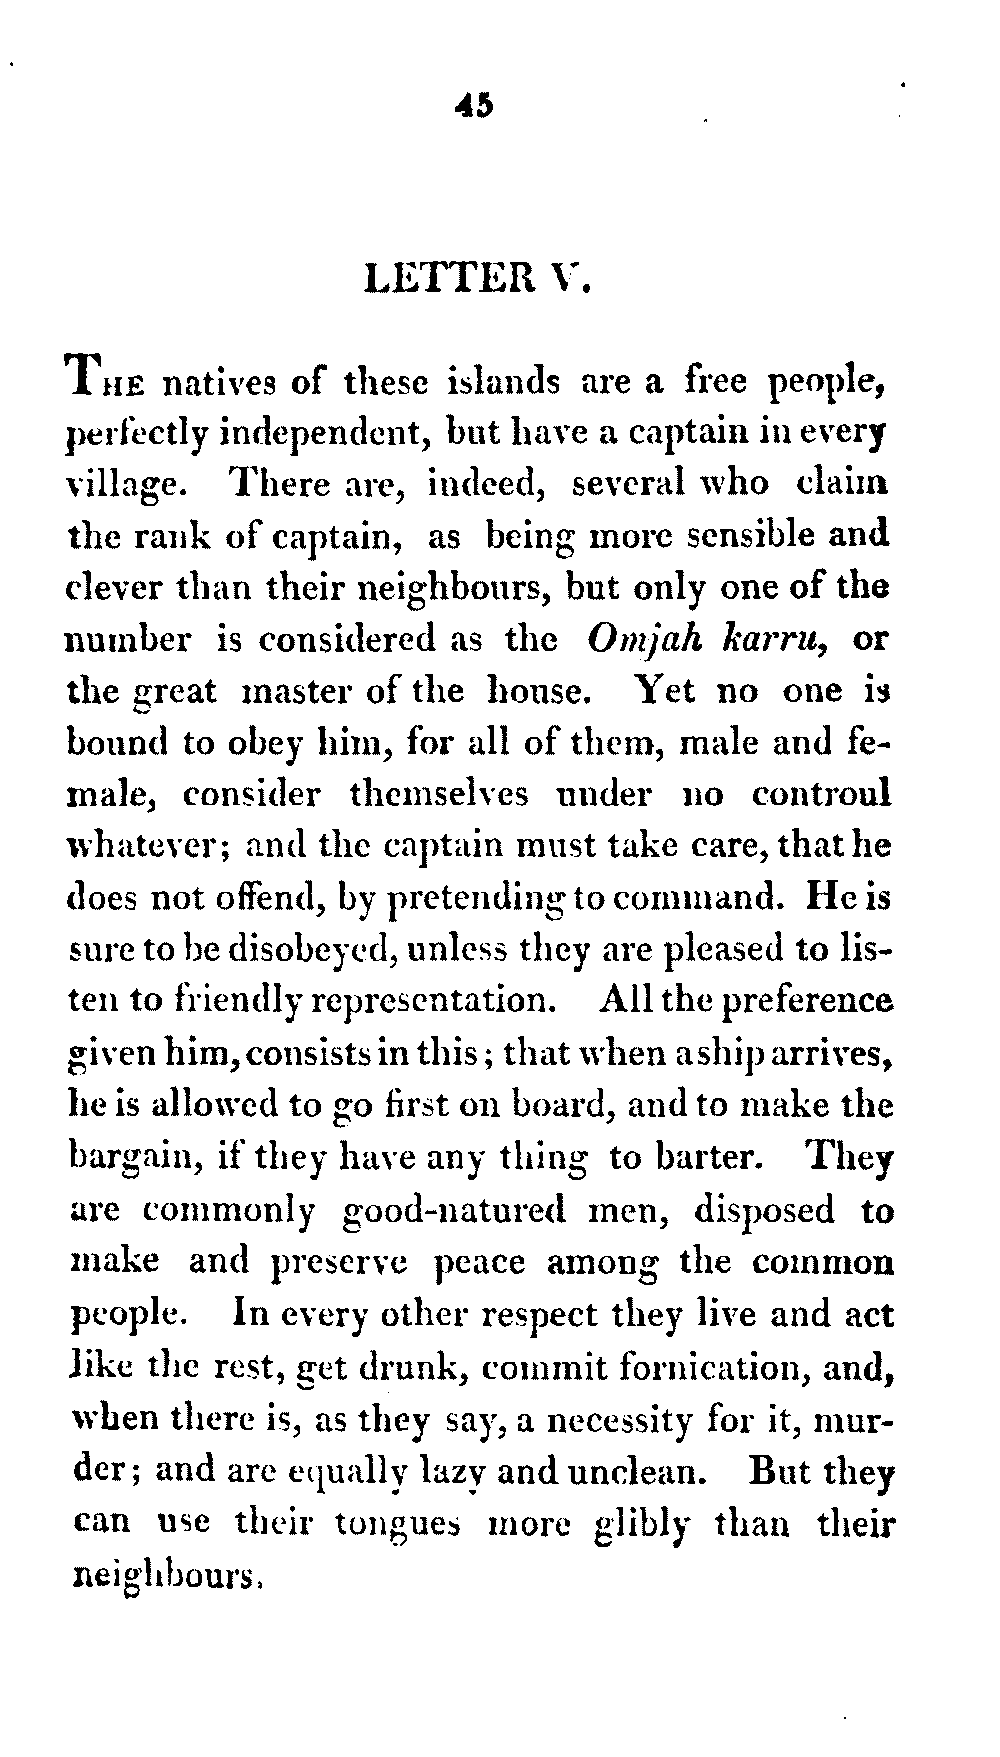 45
LETTER V.
THE natives of these islands are a free people,
perfectly independent, but have a captain in every
village. There are, indeed, several who claim
the rank of captain, as being more sensible and
clever than their neighbours, but only one of the
number is considered as the Omjah karru, or
the great master of the house. Yet no one is
bound to obey him, for all of them, male and fe-
male, consider themselves under no controul
whatever; and the captain must take care, that he
does not offend, by pretending to command. He is
sure to be disobeyed, unless they are pleased to lis-
ten to friendly representation. All the preference
given him, consists in this; that when a ship arrives,
he is allowed to go first on board, and to make the
bargain, if they have any thing to barter. They
are commonly good-natured men, disposed to
make and preserve peace among the common
people. In every other respect they live and act
like the rest, get drunk, commit fornication, and,
when there is, as they say, a necessity for it, mur-
der; and are equally lazy and unclean. But they
can use their tongues more glibly than their
neighbours.